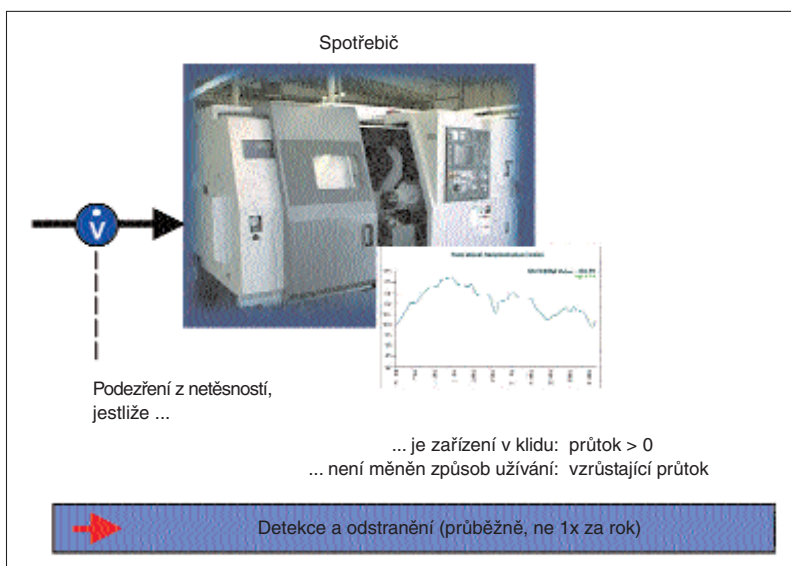 Spotřebič
V
Podezření z netěsností,
jestliže ...
... je zařízení v klidu: průtok > 0
... není měněn způsob užívání: vzrůstající průtok
Detekce a odstranění (průběžně, ne 1x za rok)